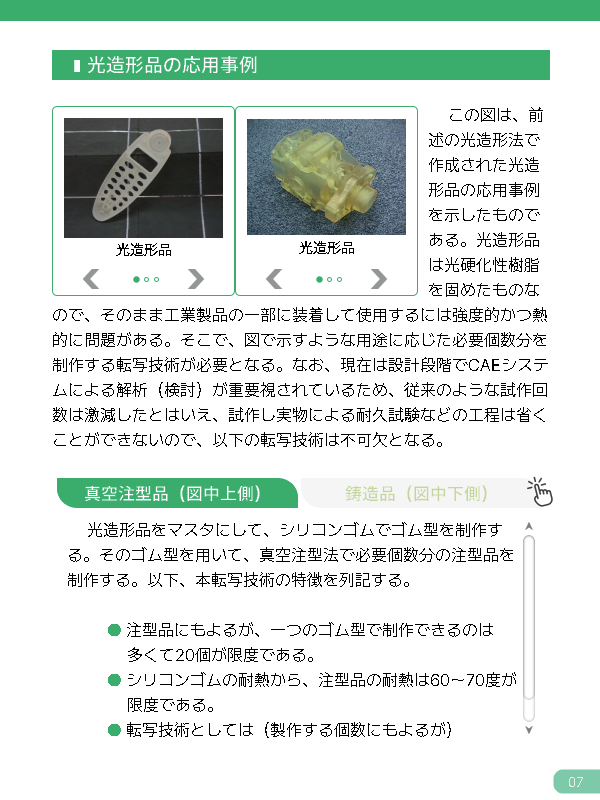 光造形品の応用事例
光造形品
光造形品
この図は、前
述の光造形法で
作成された光造
形品の応用事例
を示したもので
ある。光造形品
は光硬化性樹脂
を固めたものな
ので、そのまま工業製品の一部に装着して使用するには強度的かつ熱
的に問題がある。そこで、図で示すような用途に応じた必要個数分を
制作する転写技術が必要となる。なお、現在は設計段階でCAEシステ
ムによる解析（検討）が重要視されているため、従来のような試作回
数は激減したとはいえ、試作し実物による耐久試験などの工程は省く
ことができないので、以下の転写技術は不可欠となる。
真空注型品（図中上側）
鋳造品（図中下側）
光造形品をマスタにして、シリコンゴムでゴム型を制作す
る。そのゴム型を用いて、真空注型法で必要個数分の注型品を
制作する。以下、本転写技術の特徴を列記する。
● 注型品にもよるが、一つのゴム型で制作できるのは
多くて20個が限度である。
● シリコンゴムの耐熱から、注型品の耐熱は60～70度が
限度である。
● 転写技術としては（製作する個数にもよるが）
07